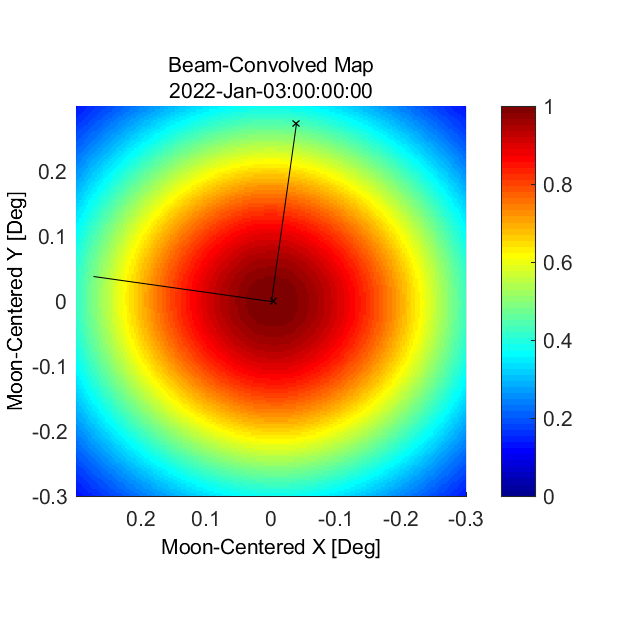 Beam-Convolved Map
2022-Jan-03:00:00:00:00
Moon-Centered Y [Deg]
0.2
0.1
0
-0.1
-0.2
-0.3
0.2 0.1 0 -0.1 -0.2 -0.3
Moon-Centered X [Deg]
1
0.8
0.6
0.4
0.2
0